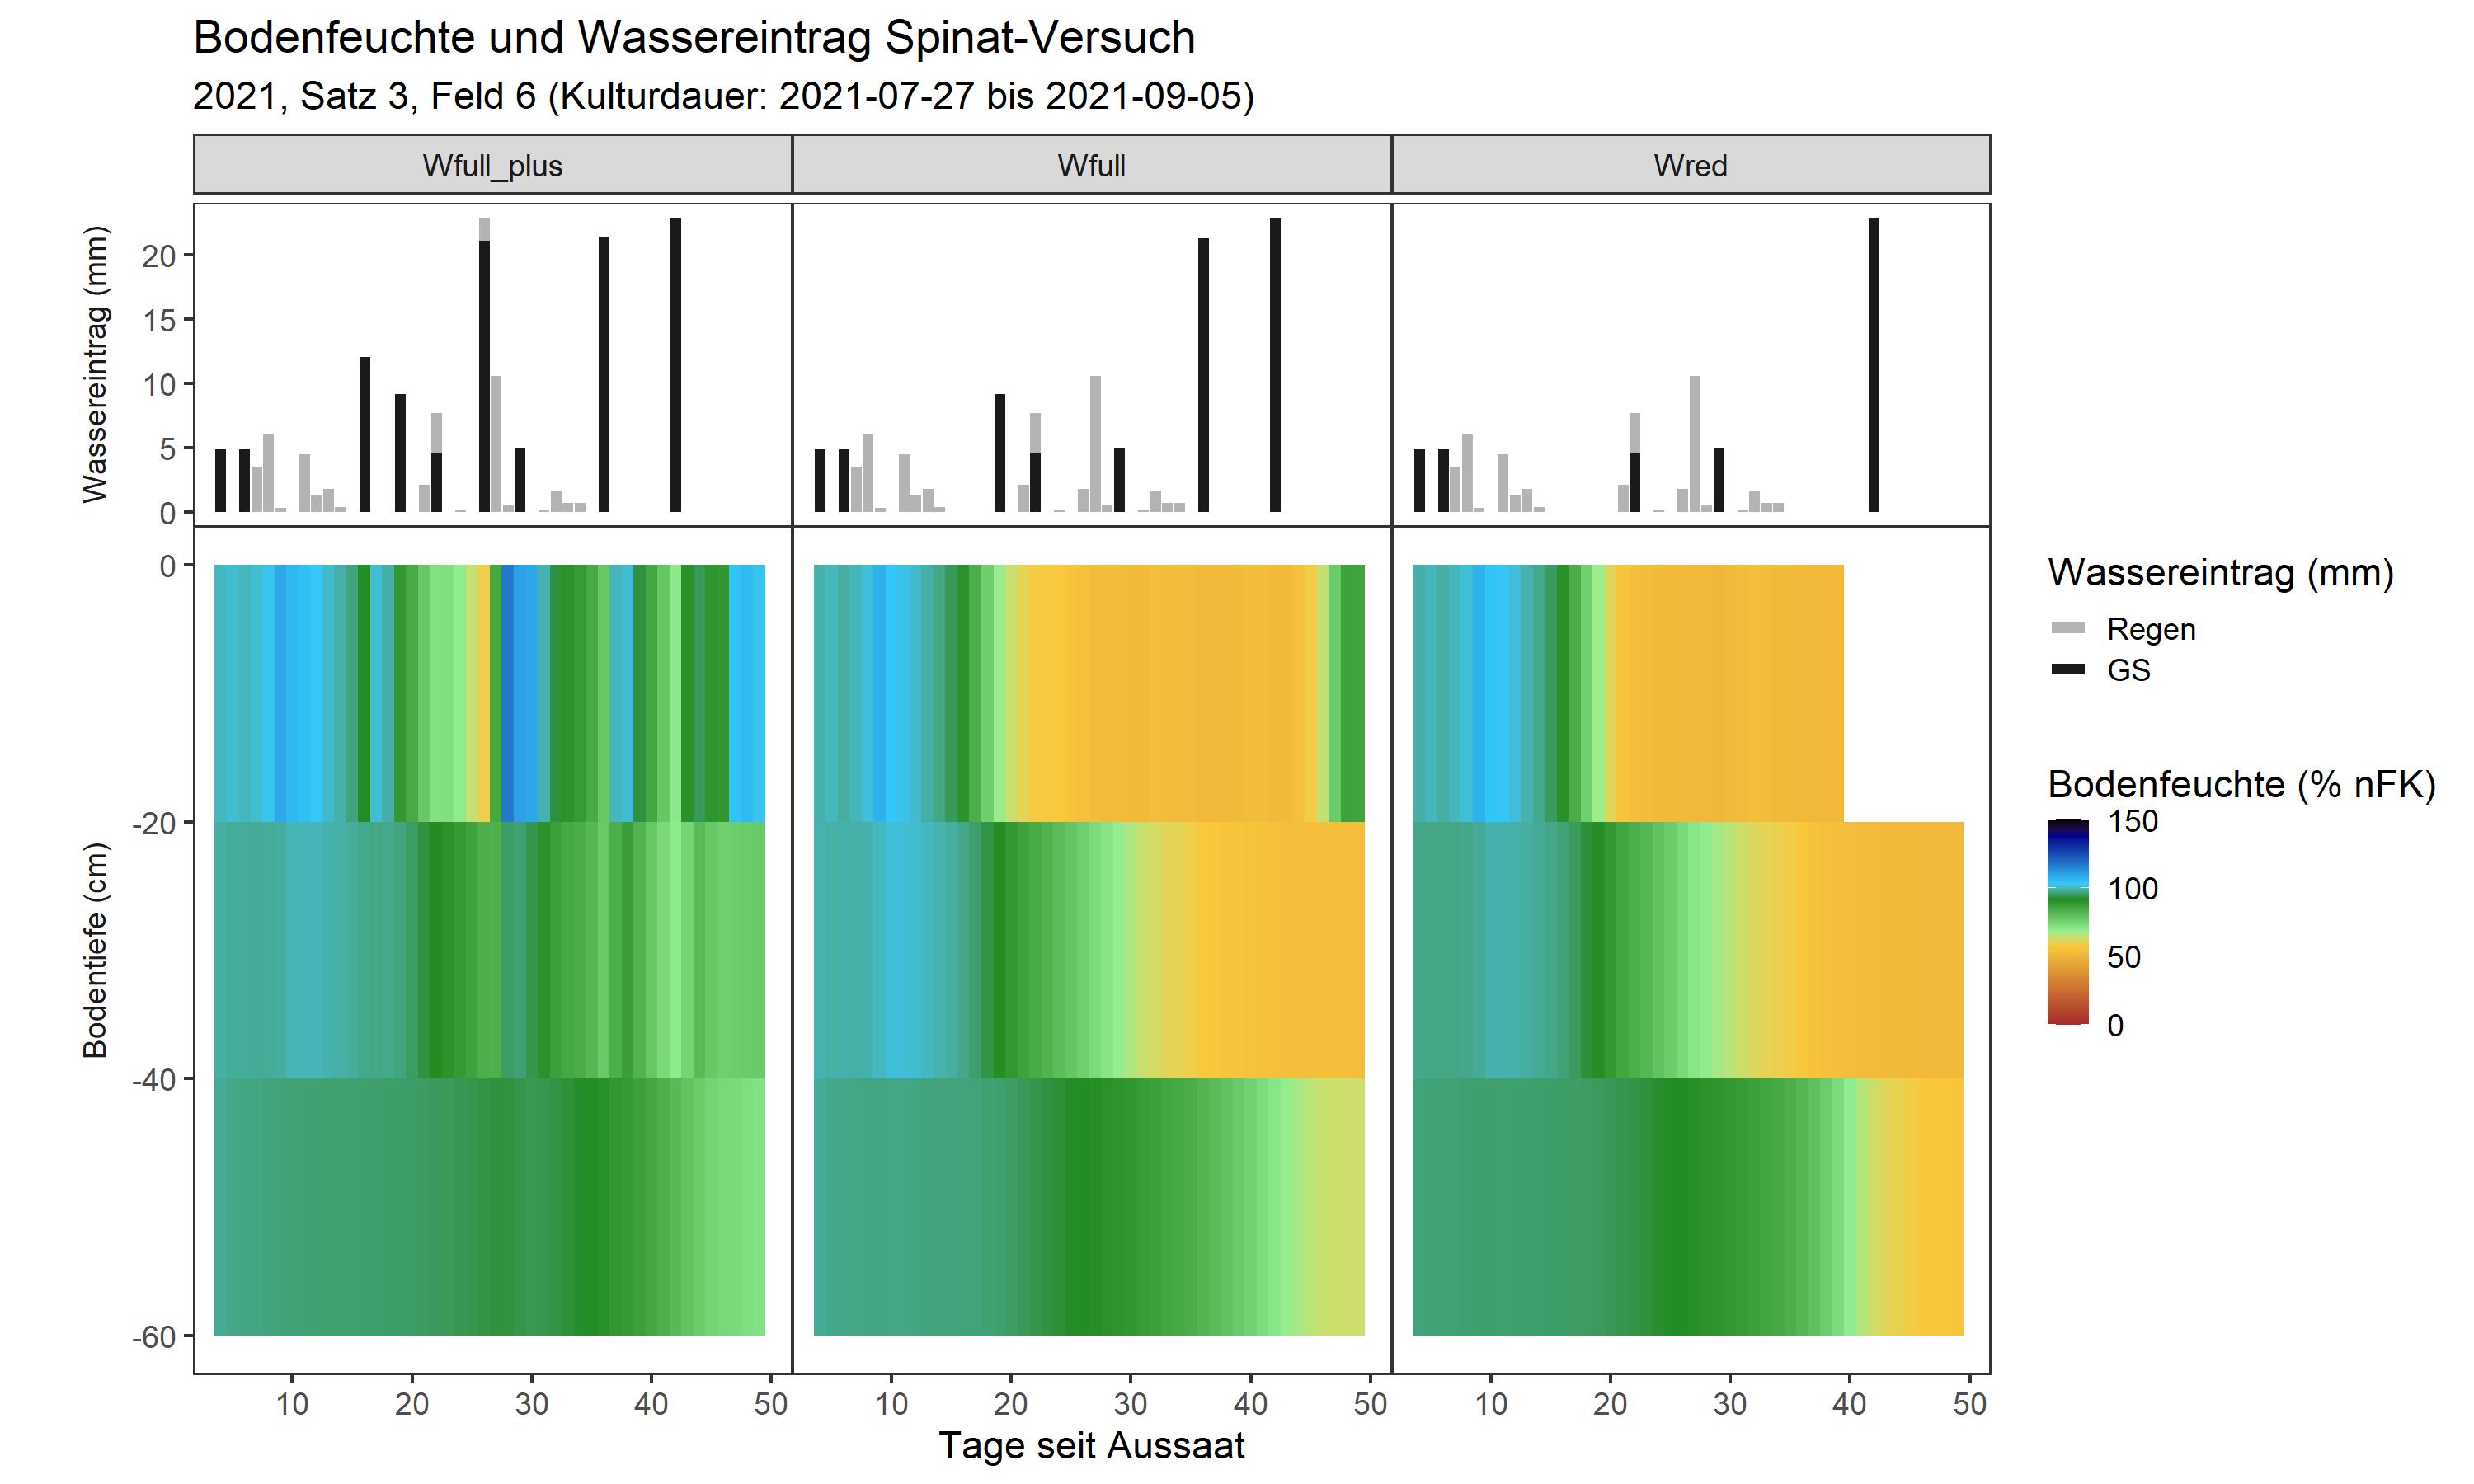 Bodenfeuchte und Wassereintrag Spinat-Versuch
2021, Satz 3, Feld 6 (Kulturdauer: 2021-07-27 bis 2021-09-05)
Wfull_plus
Wfull
Wred
Wassereintrag (mm)
20
15
10
5
0
Bodentiefe (cm)
0
-20
-40
-60
10 20 30 40 50
10 20 30 40 50
10 20 30 40 50
Tage seit Aussaat
Wassereintrag (mm)
Regen
GS
Bodenfeuchte (% nFK)
150
100
50
0